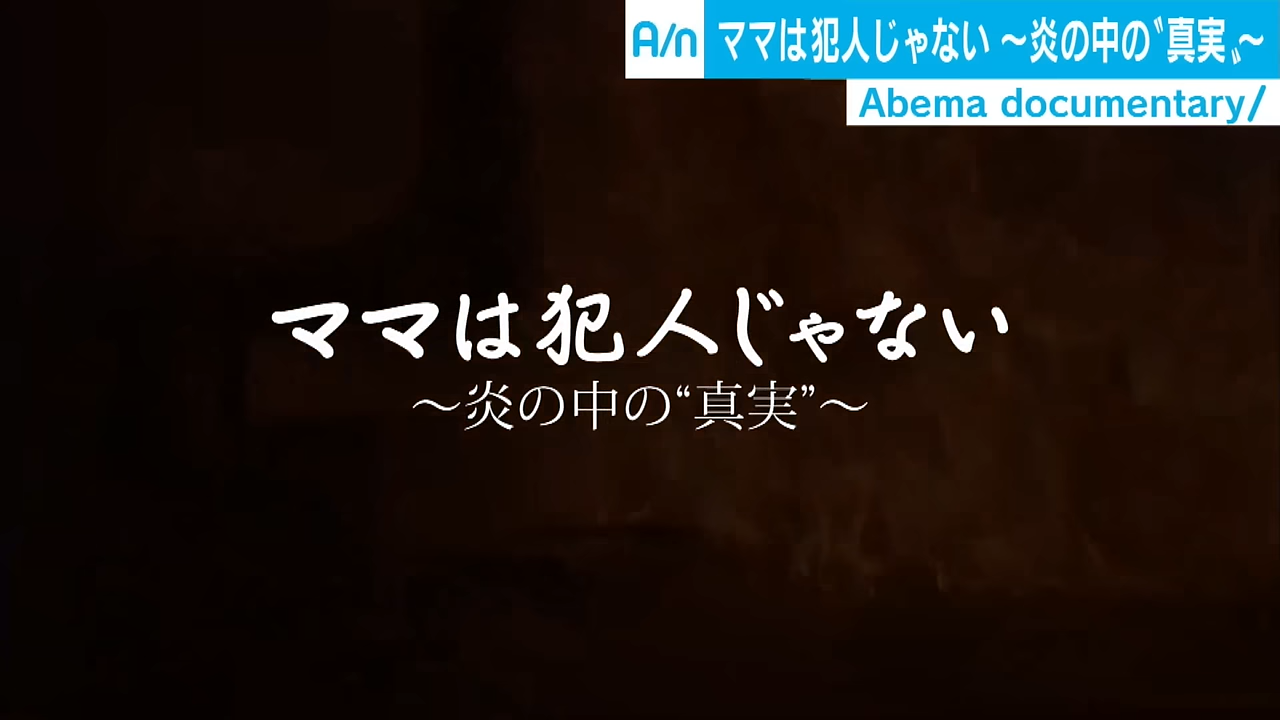 A/n
ママは犯人じゃない ～炎の中の〝真実〟～
Abema documentary/
ママは犯人じゃない
～炎の中の“真実”～